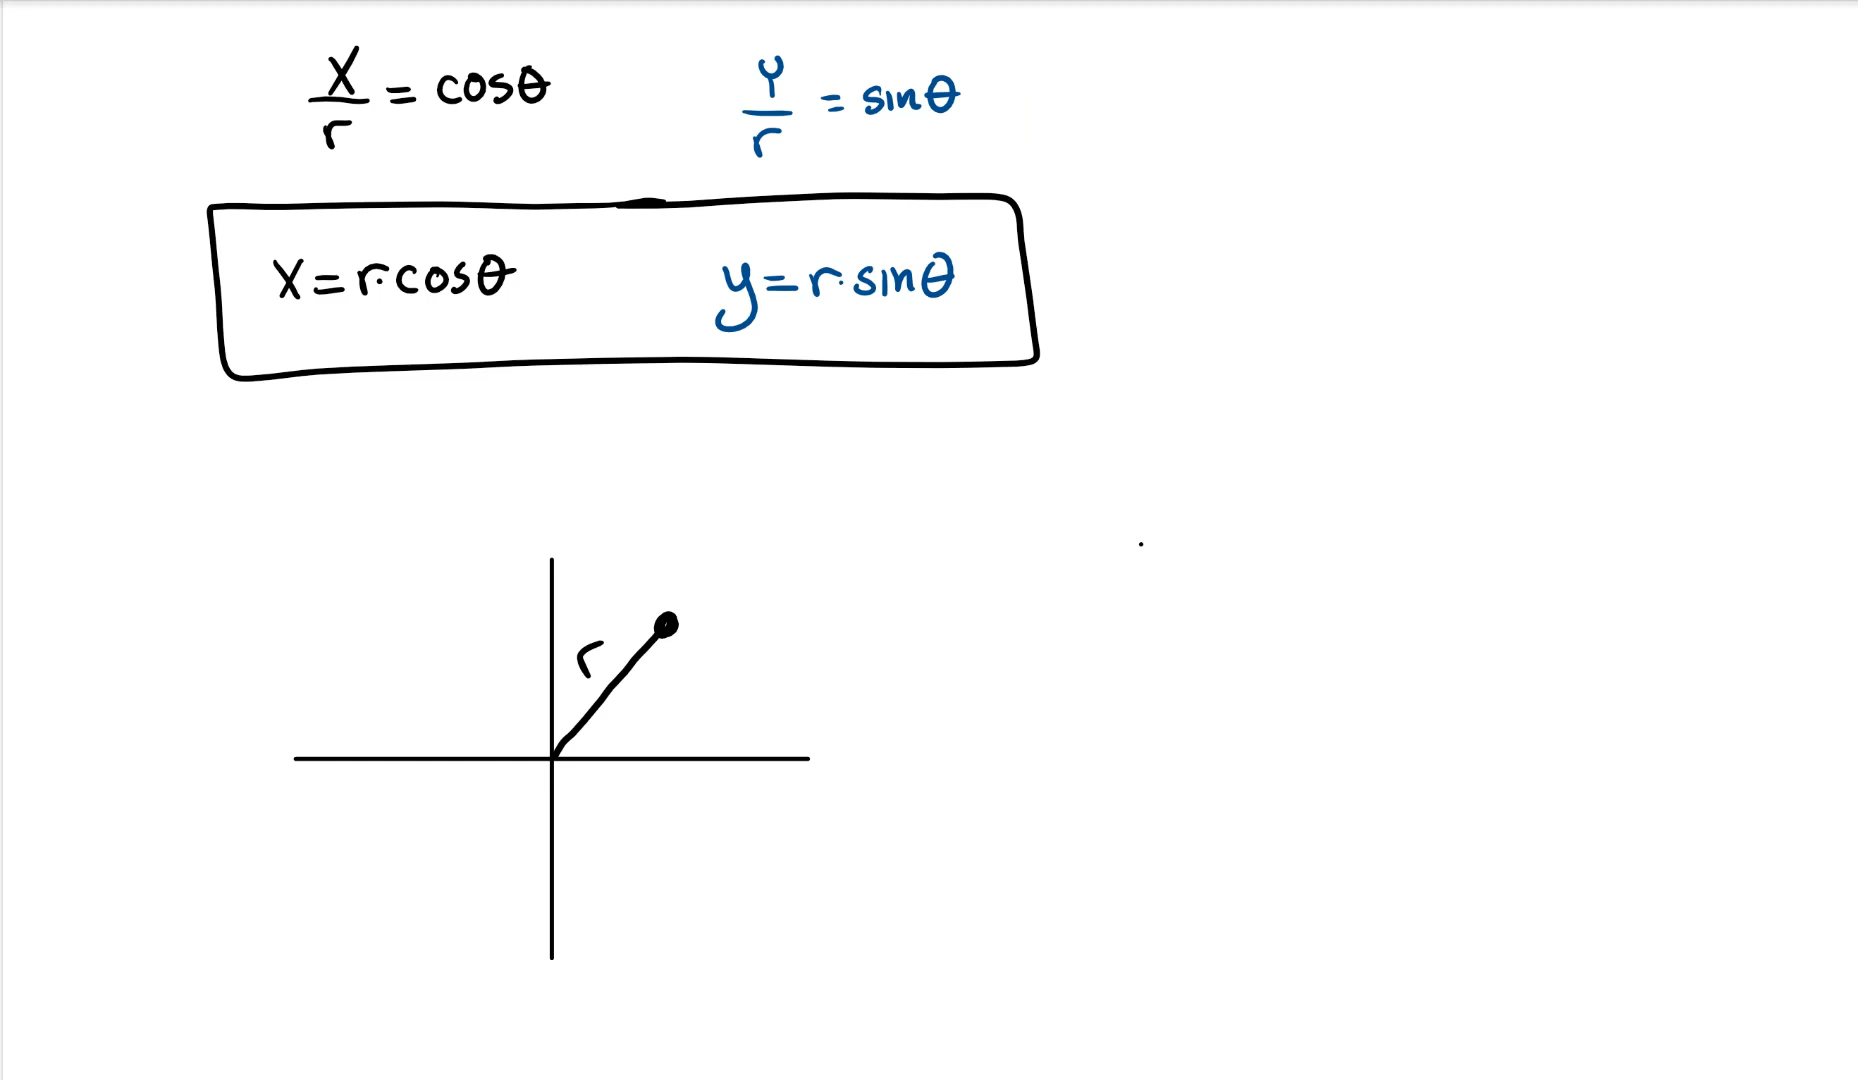 X/r = cosθ    Y/r = sinθ
X=r·cosθ    y=r·sinθ
r